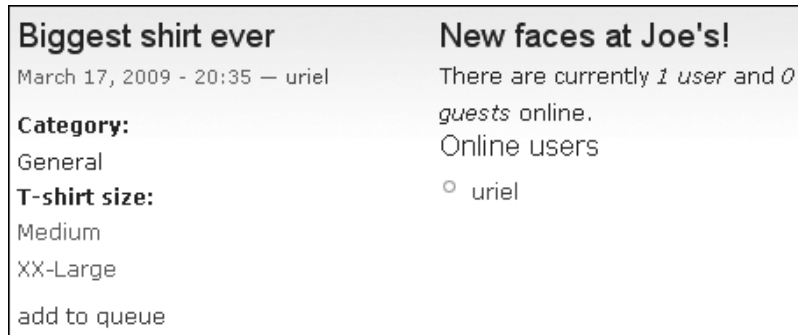 Biggest shirt ever
March 17, 2009 - 20:35 — uriel
Category:
General
T-shirt size:
Medium
XX-Large
add to queue
New faces at Joe's!
There are currently 1 user and 0
guests online.
Online users
uriel